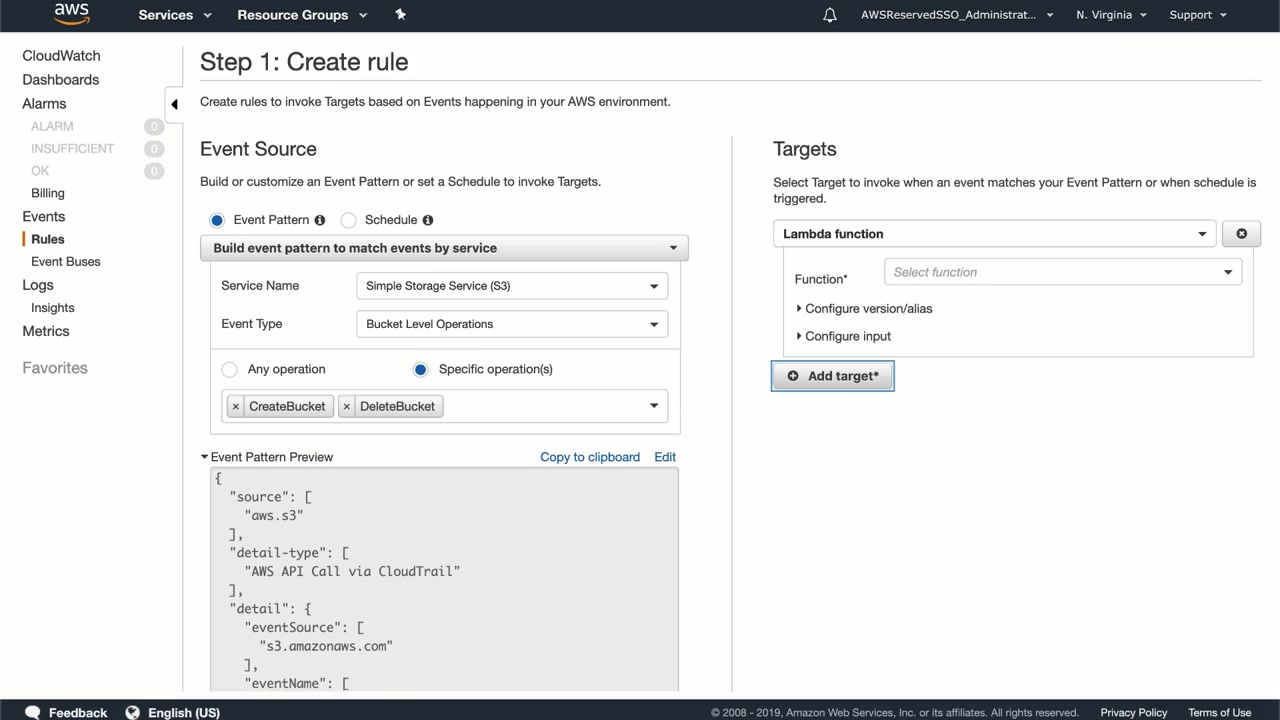 aws
Services
Resource Groups
AWSReservedSSO_Administrat...
N. Virginia
Support
CloudWatch
Dashboards
Alarms
ALARM 0
INSUFFICIENT 0
OK 0
Billing
Events
Rules
Event Buses
Logs
Insights
Metrics
Favorites
Step 1: Create rule
Create rules to invoke Targets based on Events happening in your AWS environment.
Event Source
Build or customize an Event Pattern or set a Schedule to invoke Targets.
Event Pattern
Schedule
Build event pattern to match events by service
Service Name
Simple Storage Service (S3)
Event Type
Bucket Level Operations
Any operation
Specific operation(s)
× CreateBucket
× DeleteBucket
Event Pattern Preview
Copy to clipboard
Edit
{
"source": [
"aws.s3"
],
"detail-type": [
"AWS API Call via CloudTrail"
],
"detail": {
"eventSource": [
"s3.amazonaws.com"
],
"eventName": [
Targets
Select Target to invoke when an event matches your Event Pattern or when schedule is
triggered.
Lambda function
Function*
Select function
Configure version/alias
Configure input
Add target*
Feedback
English (US)
© 2008 - 2019, Amazon Web Services, Inc. or its affiliates. All rights reserved.
Privacy Policy
Terms of Use